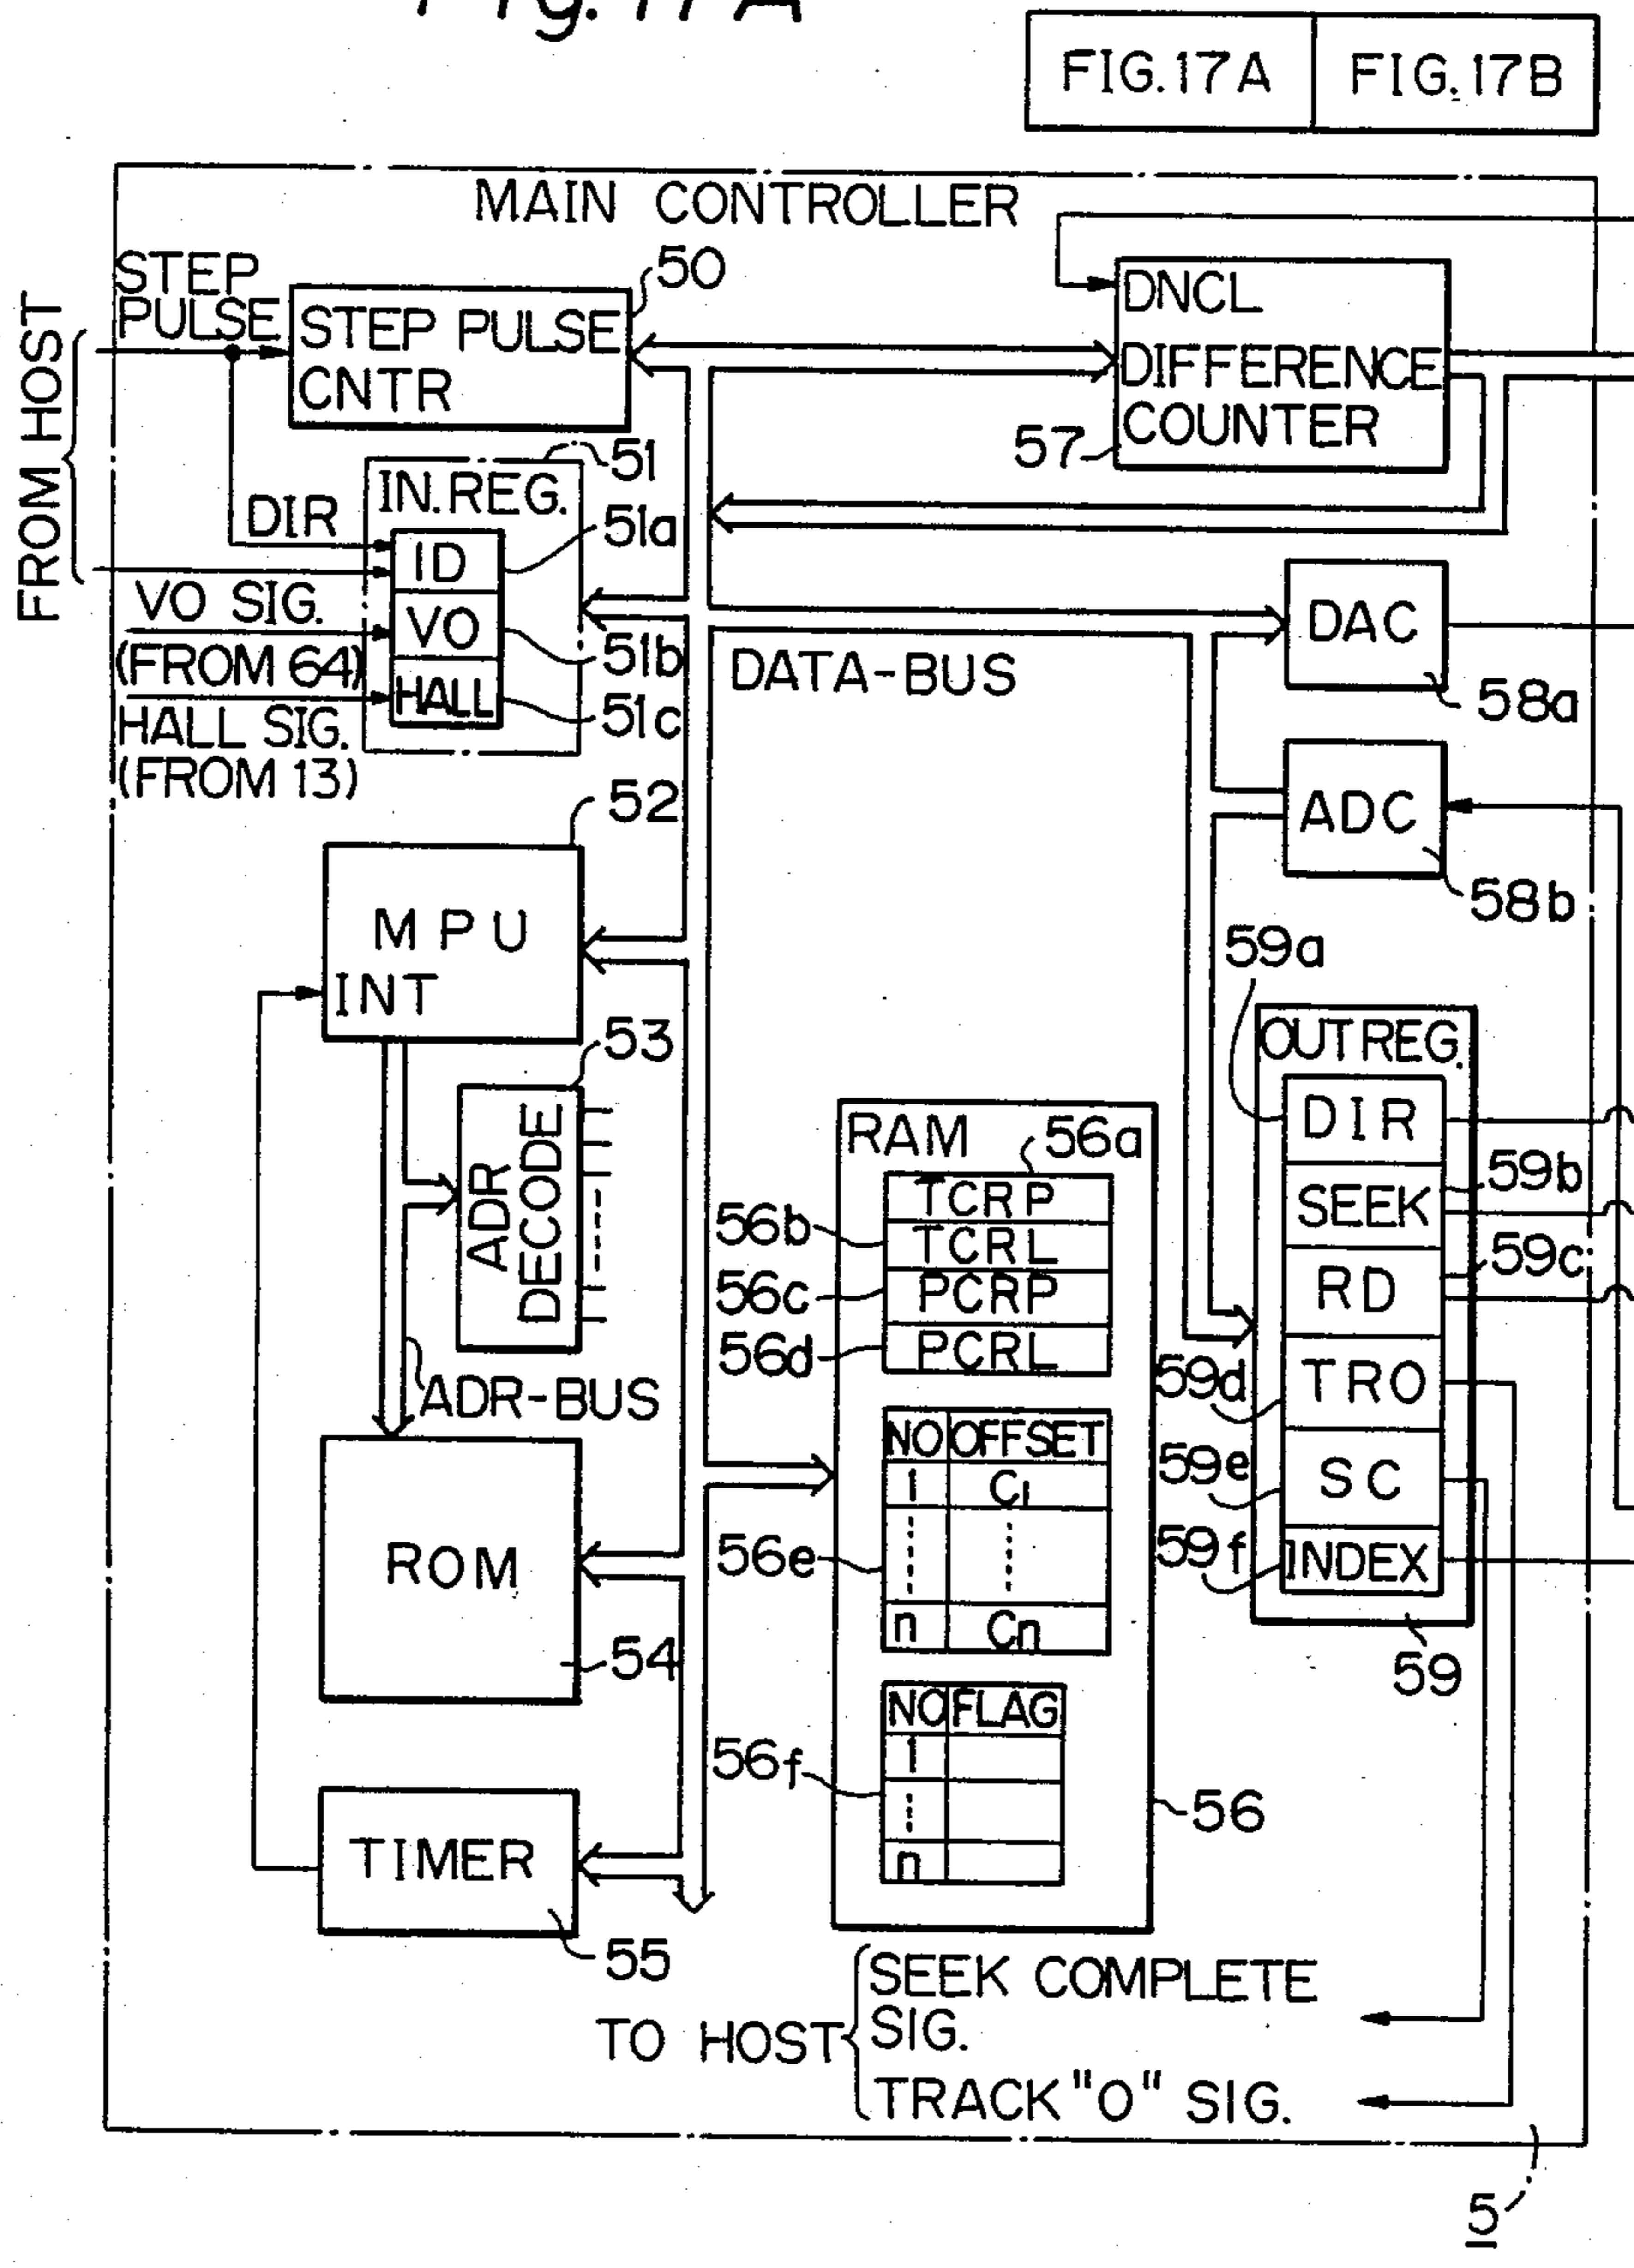 Fig. 17A
FIG.17A FIG.17B
MAIN CONTROLLER
FROM HOST
STEP
PULSE
STEP PULSE
CNTR
50
DNCL
DIFFERENCE
COUNTER
57
DIR
IN.REG.
51
ID
51a
VO
51b
HALL
51c
VO SIG.
(FROM 64)
HALL SIG.
(FROM 13)
DATA-BUS
DAC
58a
ADC
58b
52
MPU
INT
53
ADR
DECODE
ADR-BUS
ROM
54
TIMER
55
RAM
56a
TCRP
56b
TCRL
56c
PCRP
56d
PCRL
NO OFFSET
1 C1
56e
n Cn
NO FLAG
56f
1
n
56
59a
OUTREG.
DIR
59b
SEEK
59c
RD
59d
TRO
59e
SC
59f
INDEX
59
TO HOST
SEEK COMPLETE
SIG.
TRACK "O" SIG.
5